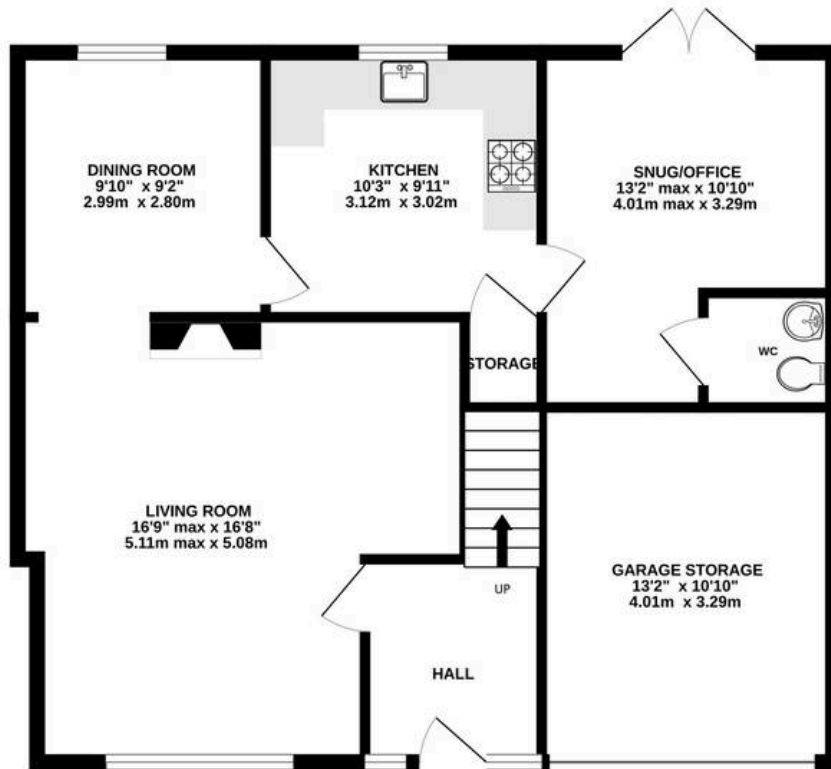 DINING ROOM
9'10" x 9'2"
2.99m x 2.80m
KITCHEN
10'3" x 9'11"
3.12m x 3.02m
SNUG/OFFICE
13'2" max x 10'10"
4.01m max x 3.29m
WC
STORAGE
LIVING ROOM
16'9" max x 16'8"
5.11m max x 5.08m
UP
GARAGE STORAGE
13'2" x 10'10"
4.01m x 3.29m
HALL